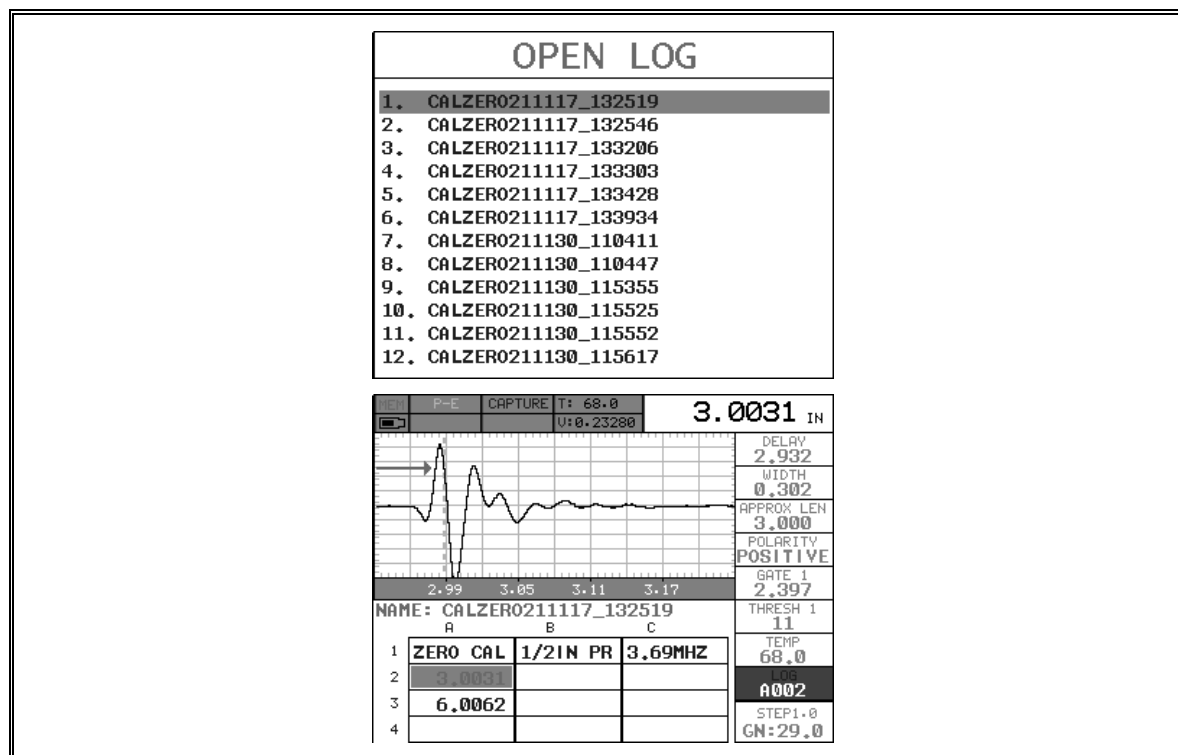 OPEN LOG
1. CALZERO211117_132519
2. CALZERO211117_132546
3. CALZERO211117_133206
4. CALZERO211117_133303
5. CALZERO211117_133428
6. CALZERO211117_133934
7. CALZERO211130_110411
8. CALZERO211130_110447
9. CALZERO211130_115355
10. CALZERO211130_115525
11. CALZERO211130_115552
12. CALZERO211130_115617
MEM P-E CAPTURE T: 68.0 3.0031 IN
V:0.23280
DELAY
2.932
WIDTH
0.302
APPROX LEN
3.000
POLARITY
POSITIVE
GATE 1
2.397
THRESH 1
11
TEMP
68.0
LOG
A002
STEP1.0
GN:29.0
2.99 3.05 3.11 3.17
NAME: CALZERO211117_132519
A B C
1 ZERO CAL 1/2IN PR 3.69MHZ
2 3.0031
3 6.0062
4